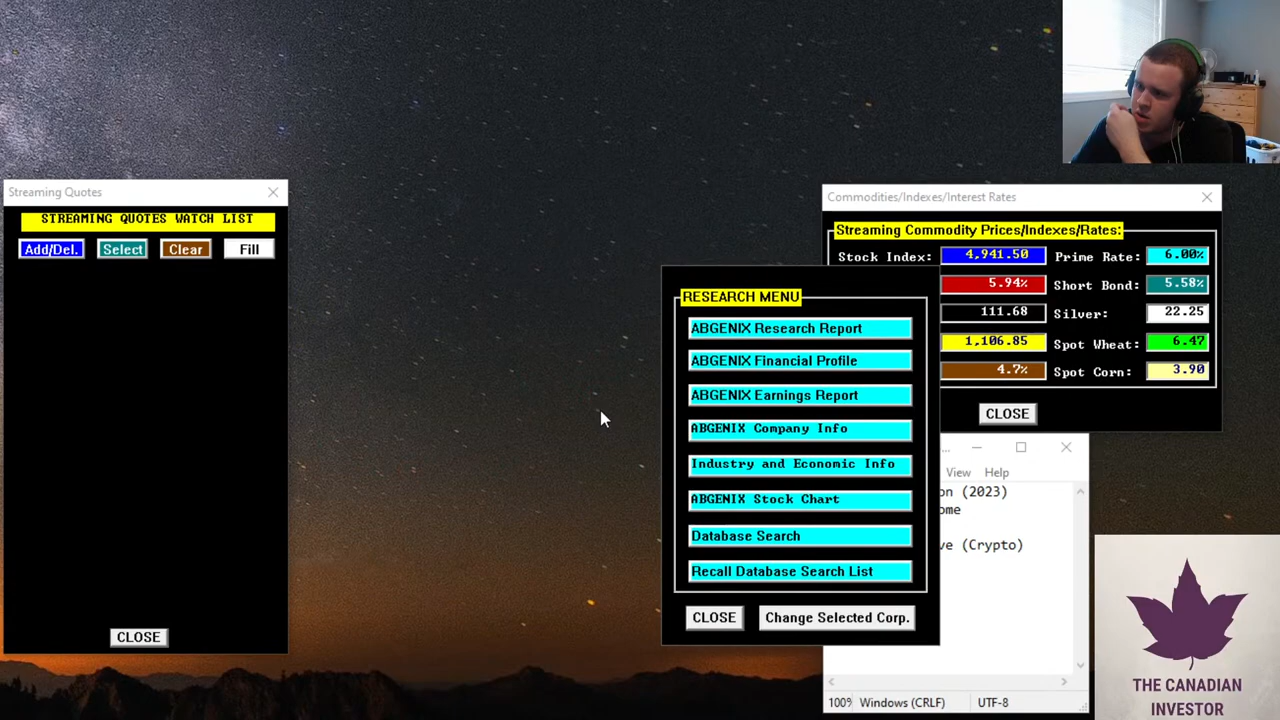 Streaming Quotes
STREAMING QUOTES WATCH LIST
Add/Del. Select Clear Fill
CLOSE
RESEARCH MENU
ABGENIX Research Report
ABGENIX Financial Profile
ABGENIX Earnings Report
ABGENIX Company Info
Industry and Economic Info
ABGENIX Stock Chart
Database Search
Recall Database Search List
CLOSE Change Selected Corp.
Commodities/Indexes/Interest Rates
Streaming Commodity Prices/Indexes/Rates:
Stock Index: 4,941.50 Prime Rate: 6.00%
5.94% Short Bond: 5.58%
111.68 Silver: 22.25
1,106.85 Spot Wheat: 6.47
4.7% Spot Corn: 3.90
CLOSE
...
View Help
on (2023)
ome
ve (Crypto)
100% Windows (CRLF) UTF-8
THE CANADIAN
INVESTOR